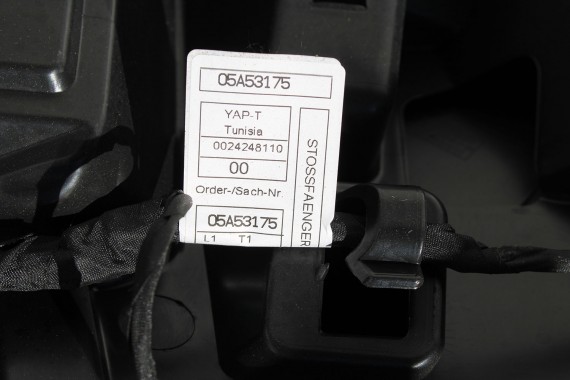 05A53175
YAP-T
Tunisia
0024248110
00
Order-/Sach-Nr.
05A53175
L1 T1
STOSSFAENGER